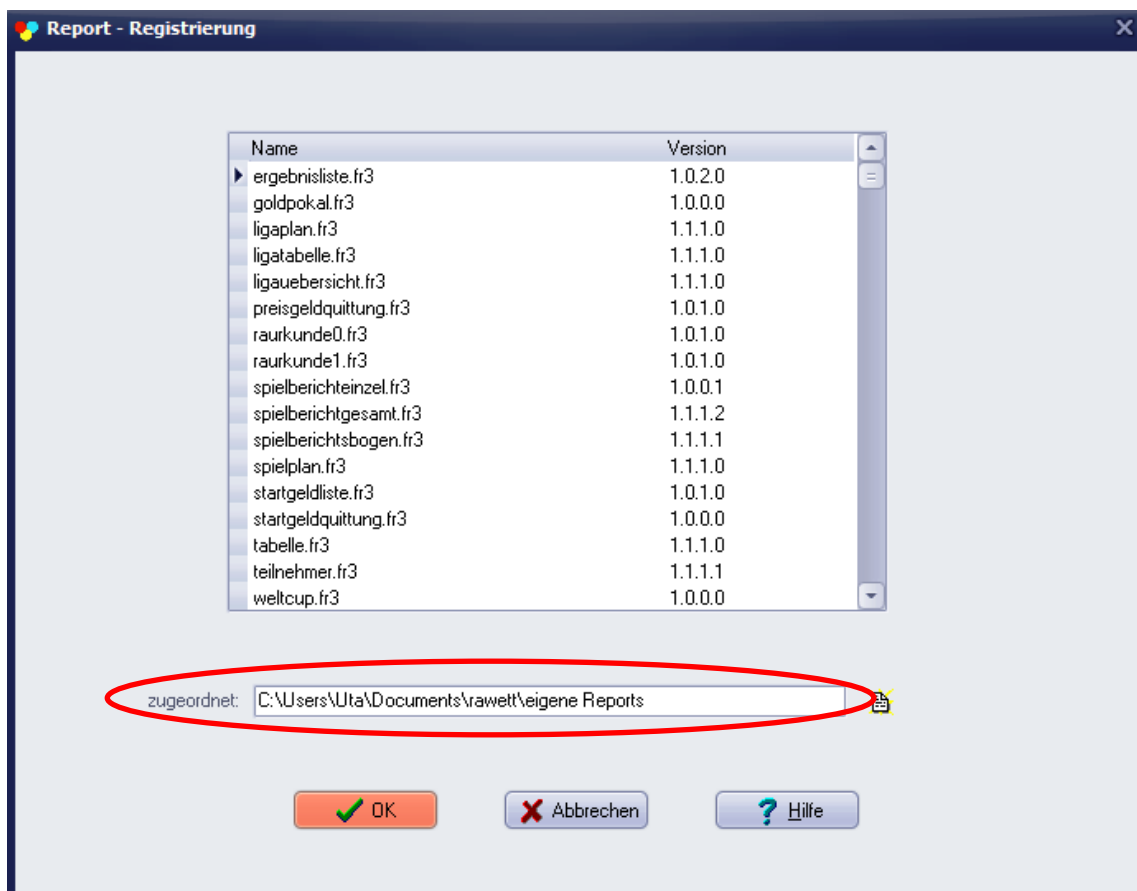 Report - Registrierung
Name Version
ergebnisliste.fr3 1.0.2.0
goldpokal.fr3 1.0.0.0
ligaplan.fr3 1.1.1.0
ligatabelle.fr3 1.1.1.0
ligauebersicht.fr3 1.1.1.0
preisgeldquittung.fr3 1.0.1.0
raurkunde0.fr3 1.0.1.0
raurkunde1.fr3 1.0.1.0
spielberichteinzel.fr3 1.0.0.1
spielberichtgesamt.fr3 1.1.1.2
spielberichtsbogen.fr3 1.1.1.1
spielplan.fr3 1.1.1.0
startgeldliste.fr3 1.0.1.0
startgeldquittung.fr3 1.0.0.0
tabelle.fr3 1.1.1.0
teilnehmer.fr3 1.1.1.1
weltcup.fr3 1.0.0.0
zugeordnet: C:\Users\Uta\Documents\rawett\eigene Reports
OK Abbrechen Hilfe